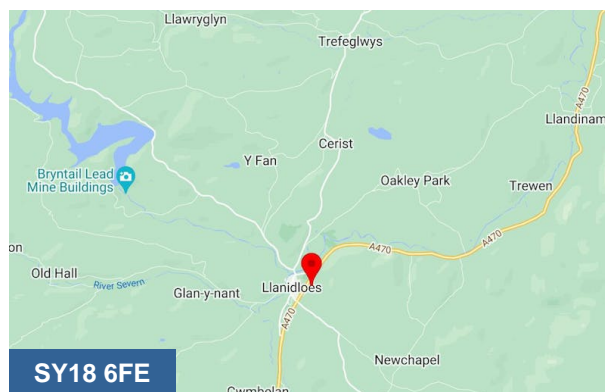 Llawryglyn
Trefeglwys
A470
Llandinam
Cerist
Y Fan
Bryntail Lead
Mine Buildings
Oakley Park
Trewen
on
A470
A470
Old Hall
River Severn
Glan-y-nant
Llanidloes
A470
Newchapel
SY18 6FE